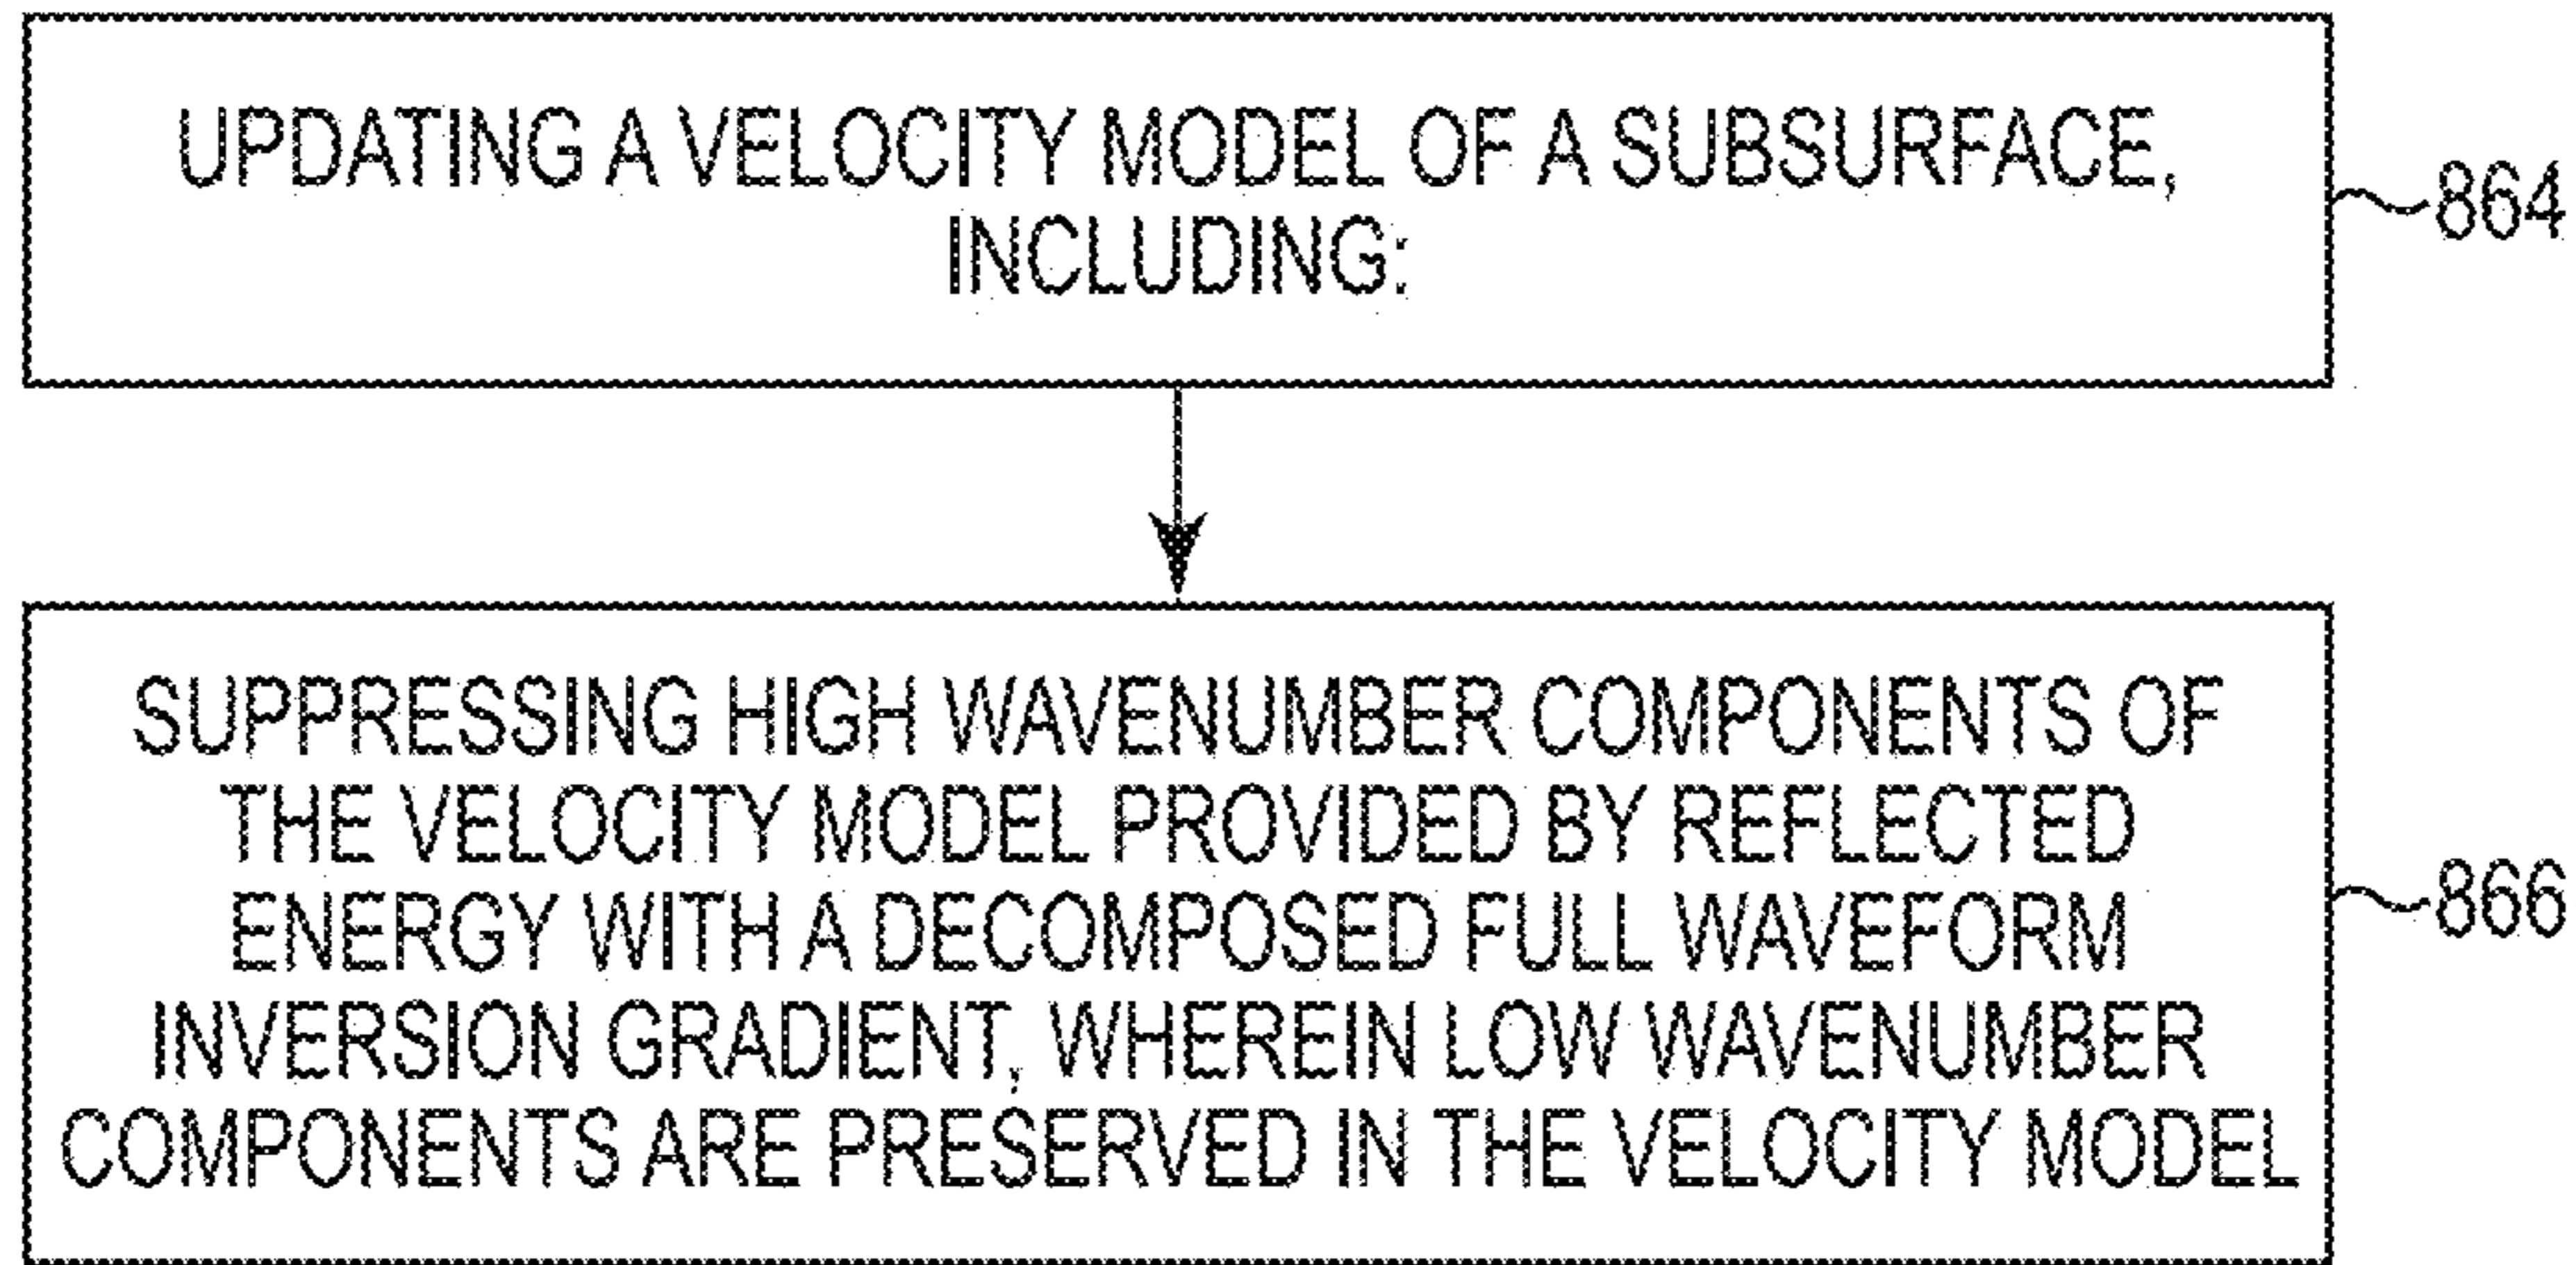 UPDATING A VELOCITY MODEL OF A SUBSURFACE,
INCLUDING:
864
SUPPRESSING HIGH WAVENUMBER COMPONENTS OF
THE VELOCITY MODEL PROVIDED BY REFLECTED
ENERGY WITH A DECOMPOSED FULL WAVEFORM
INVERSION GRADIENT, WHEREIN LOW WAVENUMBER
COMPONENTS ARE PRESERVED IN THE VELOCITY MODEL
866